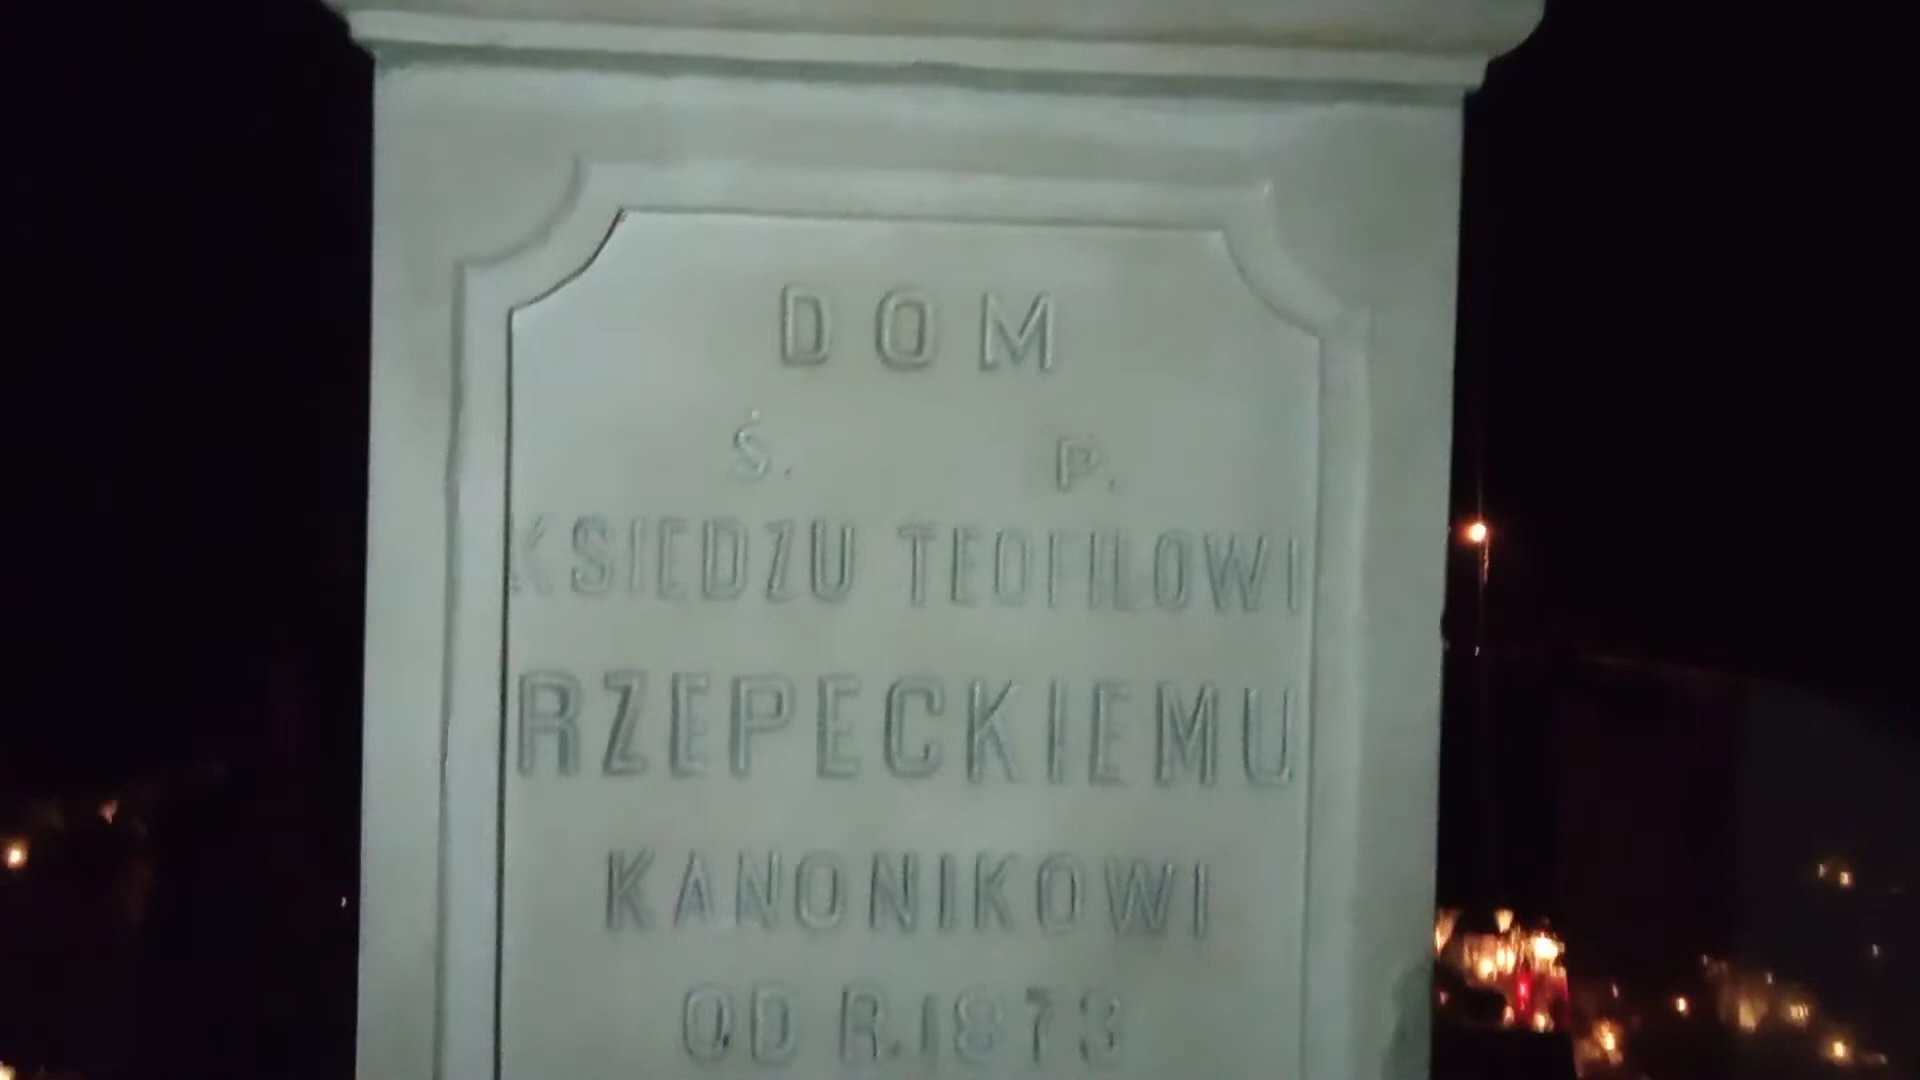 DOM
Ś. P.
KSIĘDZU TEOFILOWI
RZEPECKIEMU
KANONIKOWI
OD R.1873